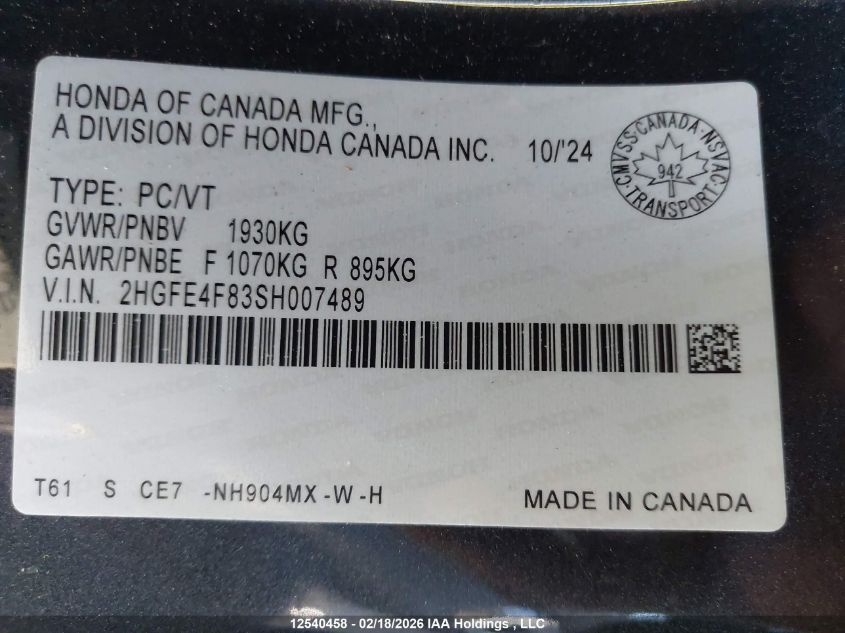 HONDA OF CANADA MFG.,
A DIVISION OF HONDA CANADA INC. 10/'24
CMVSS·CANADA·NSVAC
942
TRANSPORT
TYPE: PC/VT
GVWR/PNBV 1930KG
GAWR/PNBE F 1070KG R 895KG
V.I.N. 2HGFE4F83SH007489
T61 S CE7 -NH904MX-W-H
MADE IN CANADA
12540458 - 02/18/2026 IAA Holdings, LLC